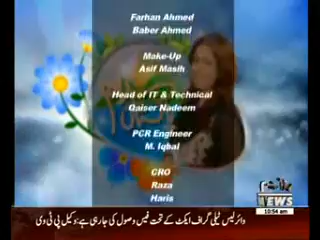 Farhan Ahmed
Baber Ahmed
Make-Up
Asif Masih
Head of IT & Technical
Qaiser Nadeem
PCR Engineer
M. Iqbal
CRO
Raza
Haris
NEWS
10:54 am
وائرلیس ٹیلی گراف ایکٹ کے تحت فیس وصول کی جارہی ہے: وکیل پی ٹی وی